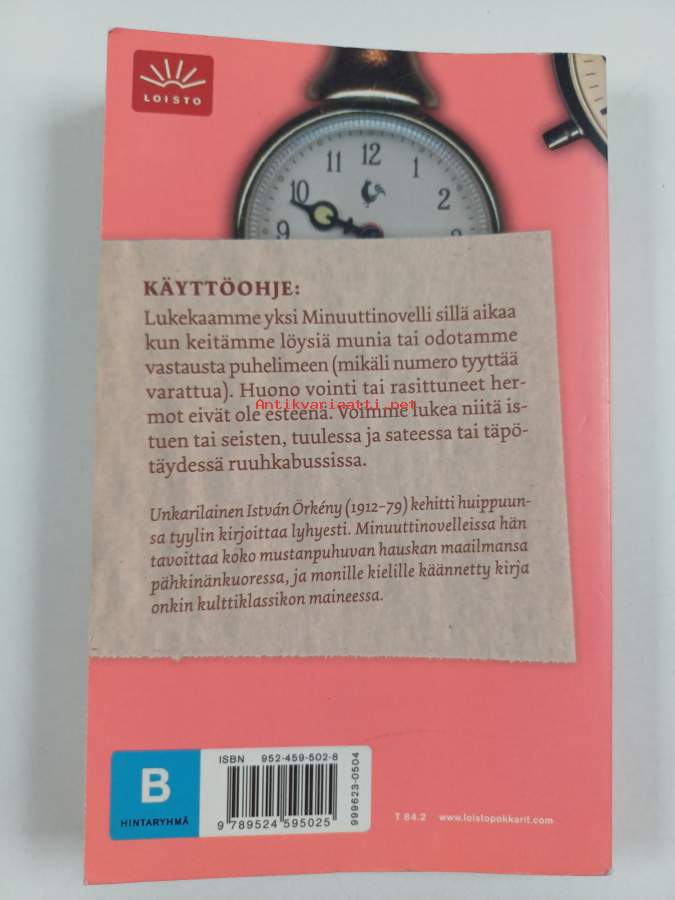 LOISTO
12
11
1
10
2
9
3
KÄYTTÖOHJE:
Lukekaamme yksi Minuuttinovelli sillä aikaa
kun keitämme löysiä munia tai odotamme
vastausta puhelimeen (mikäli numero tyyttää
varattua). Huono vointi tai rasittuneet her-
Antikvariaatti.net
mot eivät ole esteenä. Voimme lukea niitä is-
tuen tai seisten, tuulessa ja sateessa tai täpö-
täydessä ruuhkabussissa.
Unkarilainen István Örkény (1912–79) kehitti huippuun-
sa tyylin kirjoittaa lyhyesti. Minuuttinovelleissa hän
tavoittaa koko mustanpuhuvan hauskan maailmansa
pähkinänkuoressa, ja monille kielille käännetty kirja
onkin kulttiklassikon maineessa.
B
HINTARYHMÄ
ISBN 952-459-502-8
9 789524 595025
999623-0504
T 84.2 www.loistopokkarit.com